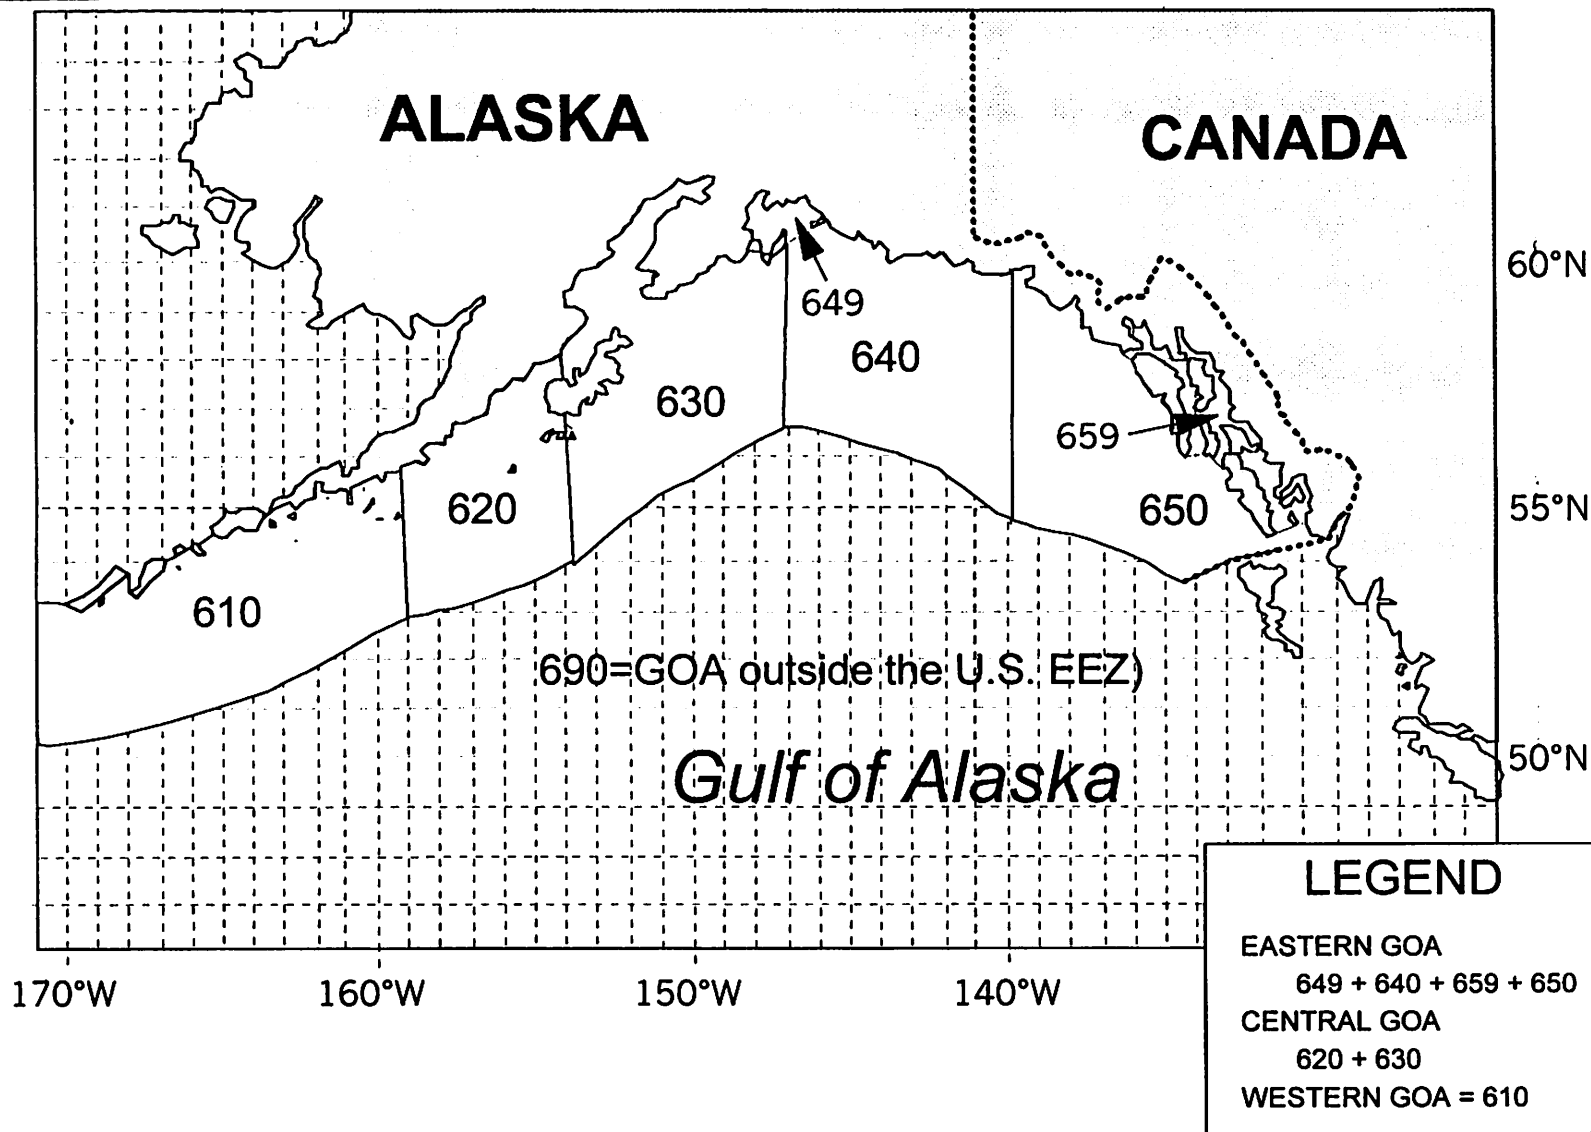 ALASKA
CANADA
60°N
649
640
630
659
620
650
55°N
610
690=GOA outside the U.S. EEZ)
Gulf of Alaska
50°N
170°W
160°W
150°W
140°W
LEGEND
EASTERN GOA
649 + 640 + 659 + 650
CENTRAL GOA
620 + 630
WESTERN GOA = 610